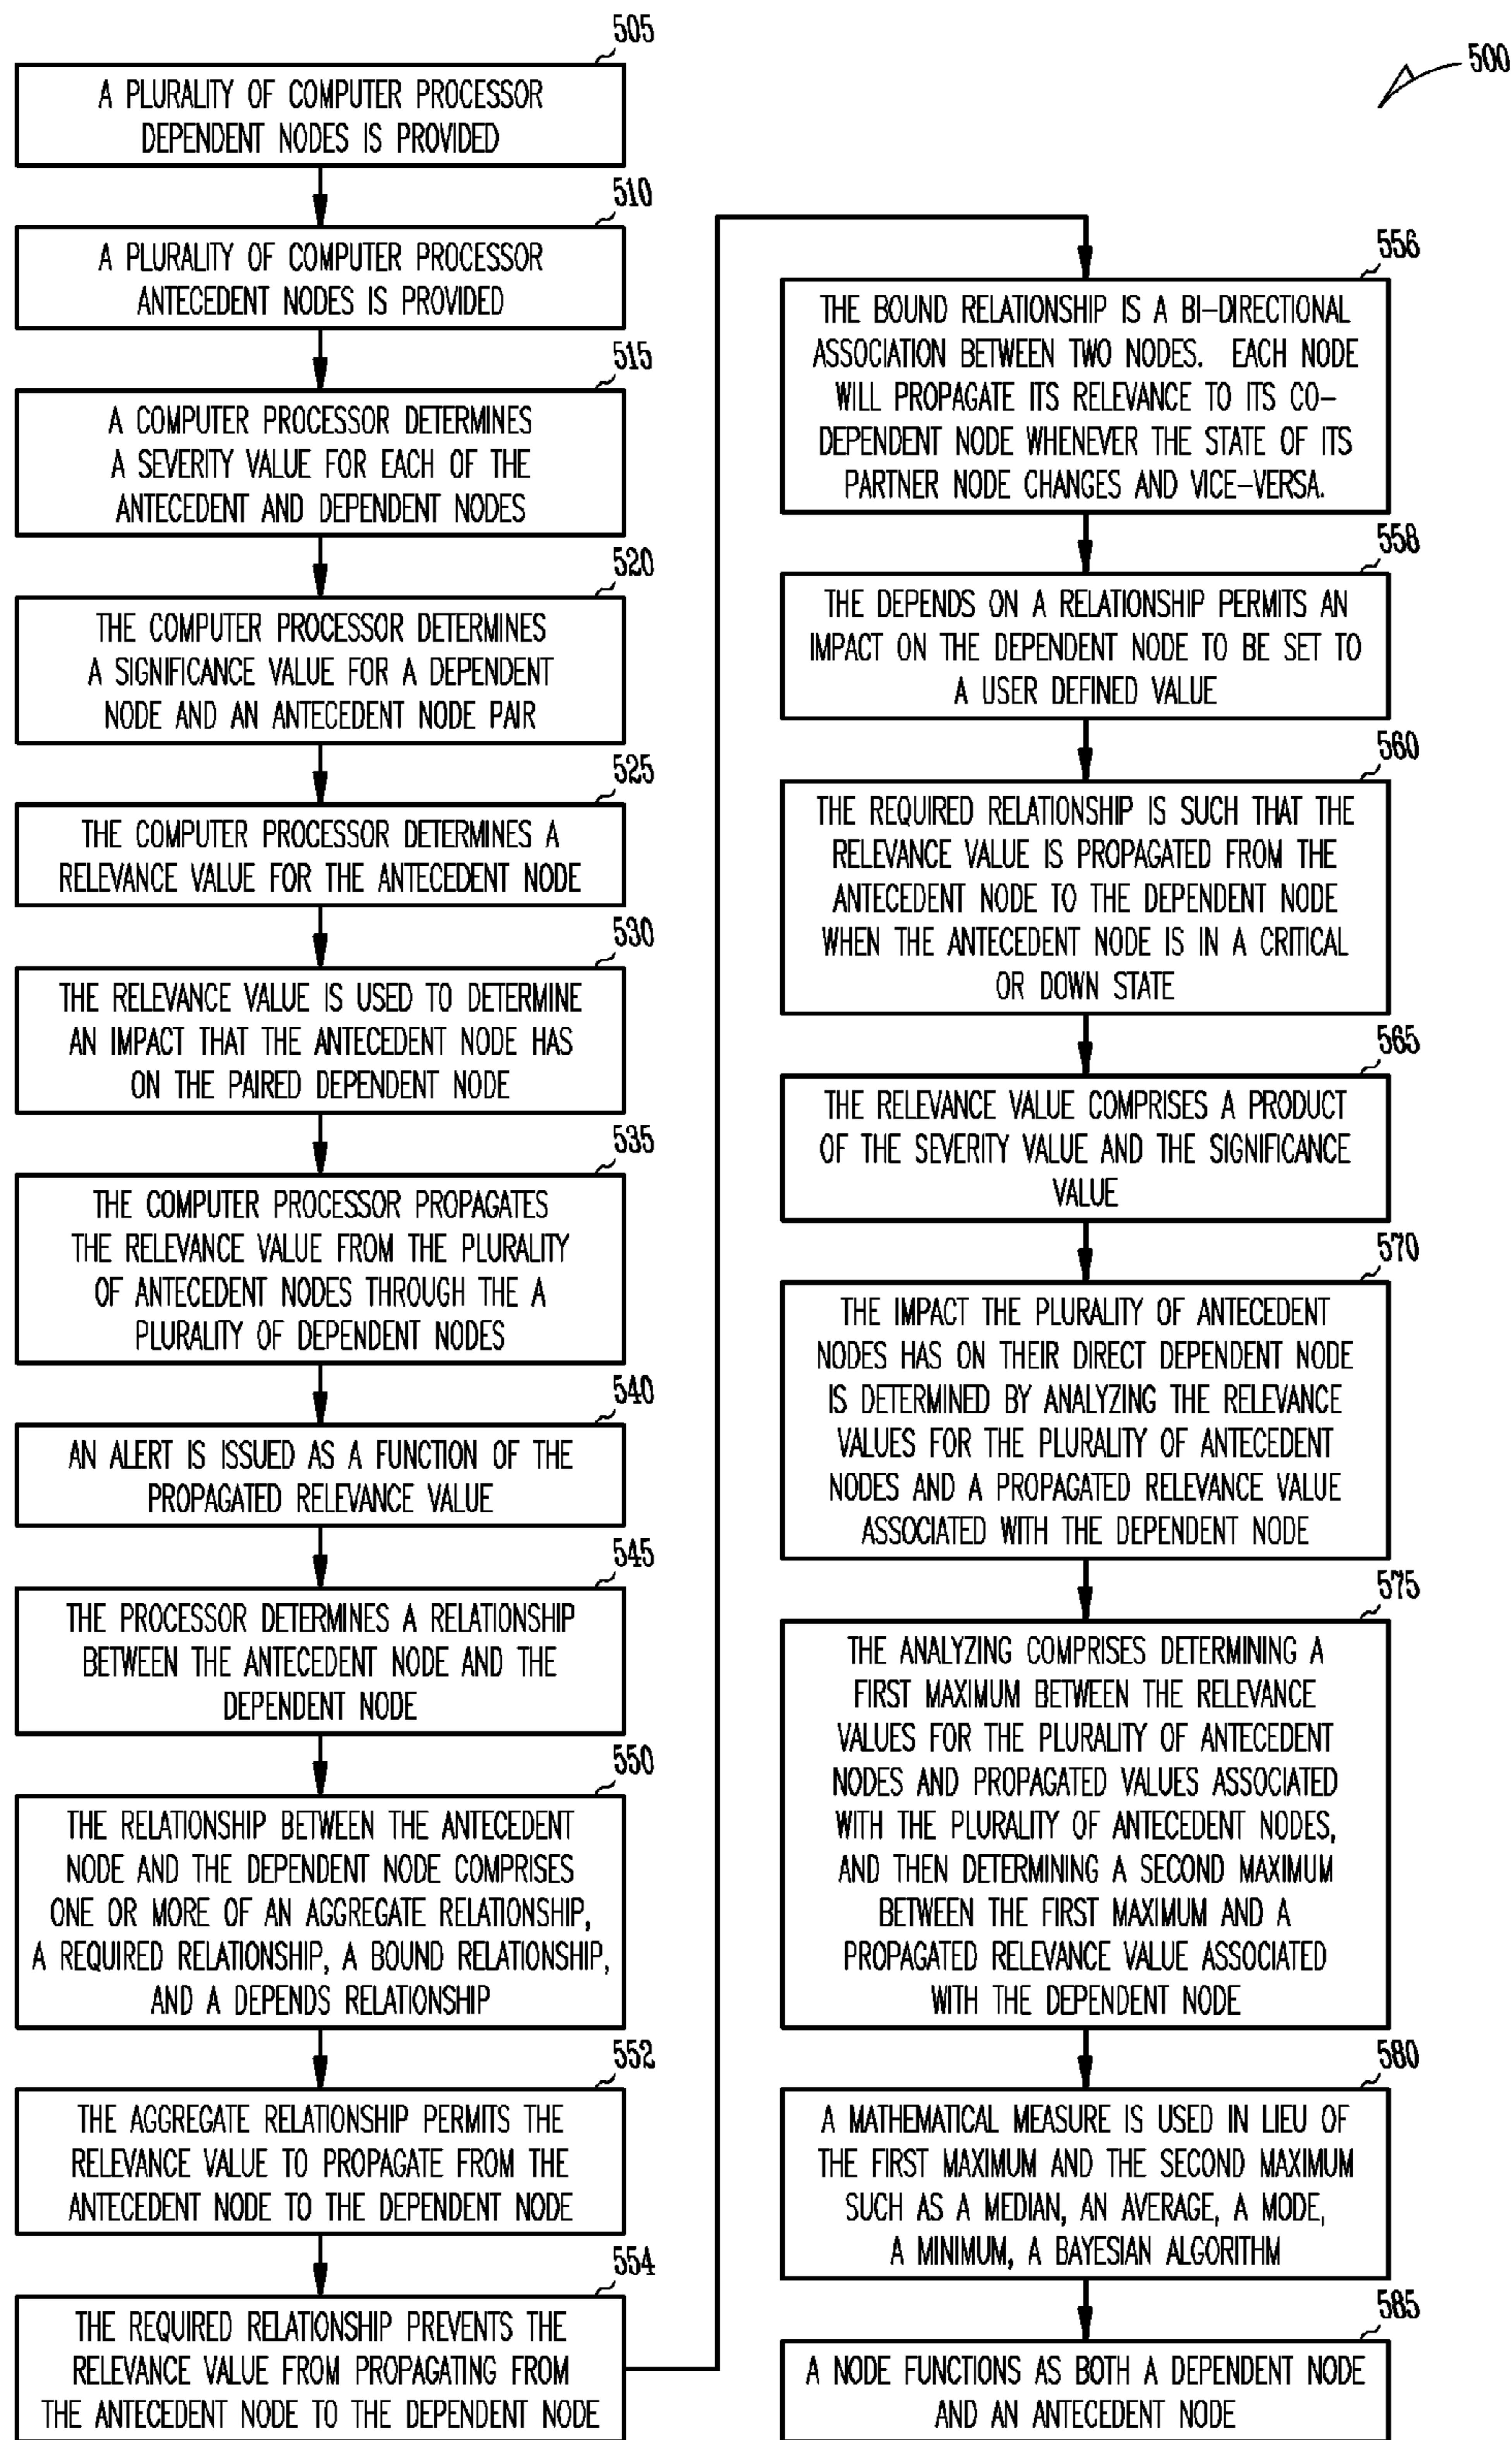 505
A PLURALITY OF COMPUTER PROCESSOR
DEPENDENT NODES IS PROVIDED
510
A PLURALITY OF COMPUTER PROCESSOR
ANTECEDENT NODES IS PROVIDED
515
A COMPUTER PROCESSOR DETERMINES
A SEVERITY VALUE FOR EACH OF THE
ANTECEDENT AND DEPENDENT NODES
520
THE COMPUTER PROCESSOR DETERMINES
A SIGNIFICANCE VALUE FOR A DEPENDENT
NODE AND AN ANTECEDENT NODE PAIR
525
THE COMPUTER PROCESSOR DETERMINES A
RELEVANCE VALUE FOR THE ANTECEDENT NODE
530
THE RELEVANCE VALUE IS USED TO DETERMINE
AN IMPACT THAT THE ANTECEDENT NODE HAS
ON THE PAIRED DEPENDENT NODE
535
THE COMPUTER PROCESSOR PROPAGATES
THE RELEVANCE VALUE FROM THE PLURALITY
OF ANTECEDENT NODES THROUGH THE A
PLURALITY OF DEPENDENT NODES
540
AN ALERT IS ISSUED AS A FUNCTION OF THE
PROPAGATED RELEVANCE VALUE
545
THE PROCESSOR DETERMINES A RELATIONSHIP
BETWEEN THE ANTECEDENT NODE AND THE
DEPENDENT NODE
550
THE RELATIONSHIP BETWEEN THE ANTECEDENT
NODE AND THE DEPENDENT NODE COMPRISES
ONE OR MORE OF AN AGGREGATE RELATIONSHIP,
A REQUIRED RELATIONSHIP, A BOUND RELATIONSHIP,
AND A DEPENDS RELATIONSHIP
552
THE AGGREGATE RELATIONSHIP PERMITS THE
RELEVANCE VALUE TO PROPAGATE FROM THE
ANTECEDENT NODE TO THE DEPENDENT NODE
554
THE REQUIRED RELATIONSHIP PREVENTS THE
RELEVANCE VALUE FROM PROPAGATING FROM
THE ANTECEDENT NODE TO THE DEPENDENT NODE
500
556
THE BOUND RELATIONSHIP IS A BI-DIRECTIONAL
ASSOCIATION BETWEEN TWO NODES. EACH NODE
WILL PROPAGATE ITS RELEVANCE TO ITS CO-
DEPENDENT NODE WHENEVER THE STATE OF ITS
PARTNER NODE CHANGES AND VICE-VERSA.
558
THE DEPENDS ON A RELATIONSHIP PERMITS AN
IMPACT ON THE DEPENDENT NODE TO BE SET TO
A USER DEFINED VALUE
560
THE REQUIRED RELATIONSHIP IS SUCH THAT THE
RELEVANCE VALUE IS PROPAGATED FROM THE
ANTECEDENT NODE TO THE DEPENDENT NODE
WHEN THE ANTECEDENT NODE IS IN A CRITICAL
OR DOWN STATE
565
THE RELEVANCE VALUE COMPRISES A PRODUCT
OF THE SEVERITY VALUE AND THE SIGNIFICANCE
VALUE
570
THE IMPACT THE PLURALITY OF ANTECEDENT
NODES HAS ON THEIR DIRECT DEPENDENT NODE
IS DETERMINED BY ANALYZING THE RELEVANCE
VALUES FOR THE PLURALITY OF ANTECEDENT
NODES AND A PROPAGATED RELEVANCE VALUE
ASSOCIATED WITH THE DEPENDENT NODE
575
THE ANALYZING COMPRISES DETERMINING A
FIRST MAXIMUM BETWEEN THE RELEVANCE
VALUES FOR THE PLURALITY OF ANTECEDENT
NODES AND PROPAGATED VALUES ASSOCIATED
WITH THE PLURALITY OF ANTECEDENT NODES,
AND THEN DETERMINING A SECOND MAXIMUM
BETWEEN THE FIRST MAXIMUM AND A
PROPAGATED RELEVANCE VALUE ASSOCIATED
WITH THE DEPENDENT NODE
580
A MATHEMATICAL MEASURE IS USED IN LIEU OF
THE FIRST MAXIMUM AND THE SECOND MAXIMUM
SUCH AS A MEDIAN, AN AVERAGE, A MODE,
A MINIMUM, A BAYESIAN ALGORITHM
585
A NODE FUNCTIONS AS BOTH A DEPENDENT NODE
AND AN ANTECEDENT NODE